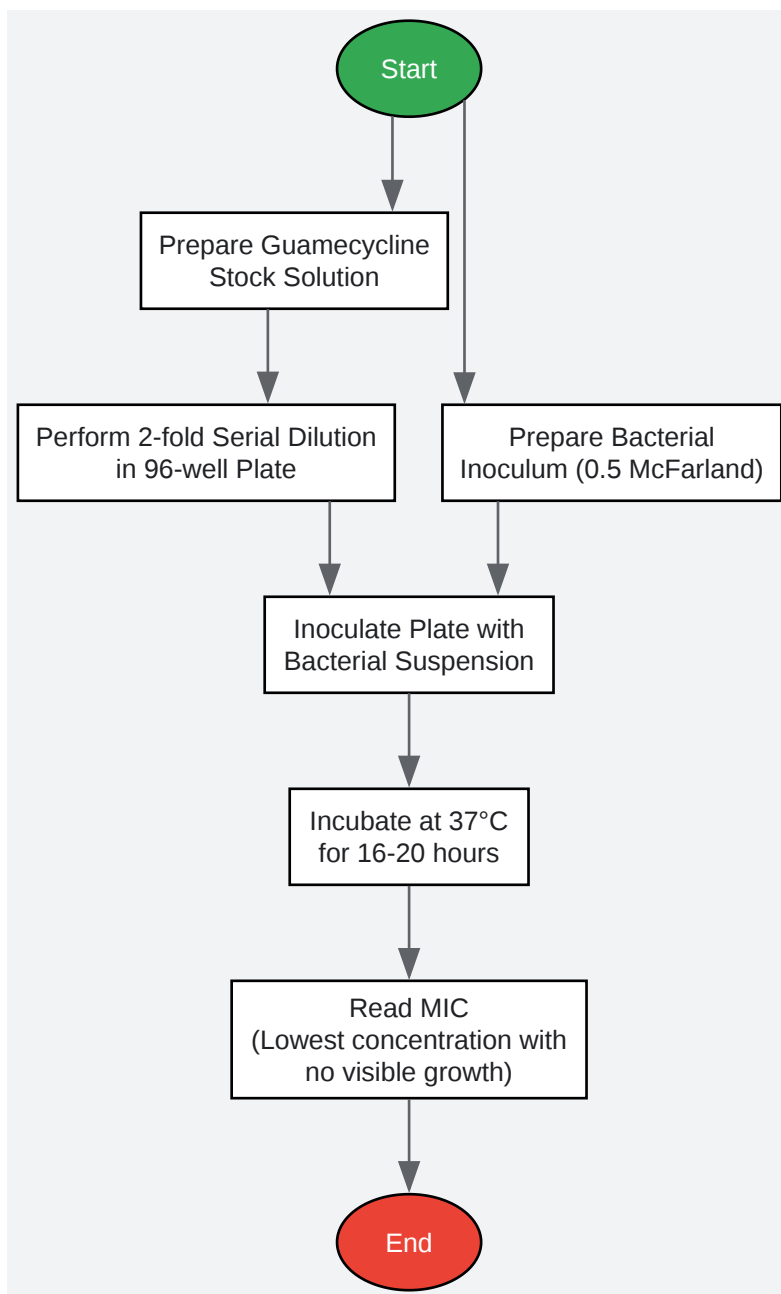 Start
Prepare Guamecycline
Stock Solution
Perform 2-fold Serial Dilution
in 96-well Plate
Prepare Bacterial
Inoculum (0.5 McFarland)
Inoculate Plate with
Bacterial Suspension
Incubate at 37°C
for 16-20 hours
Read MIC
(Lowest concentration with
no visible growth)
End